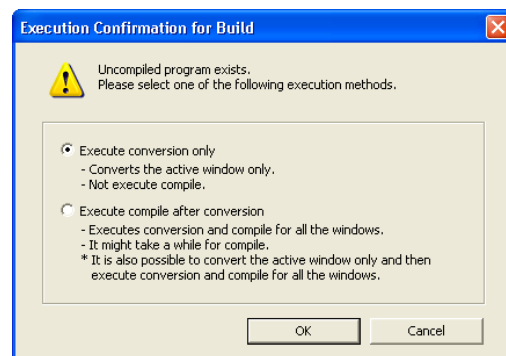 Execution Confirmation for Build
Uncompiled program exists.
Please select one of the following execution methods.
Execute conversion only
- Converts the active window only.
- Not execute compile.
Execute compile after conversion
- Executes conversion and compile for all the windows.
- It might take a while for compile.
* It is also possible to convert the active window only and then
execute conversion and compile for all the windows.
OK
Cancel